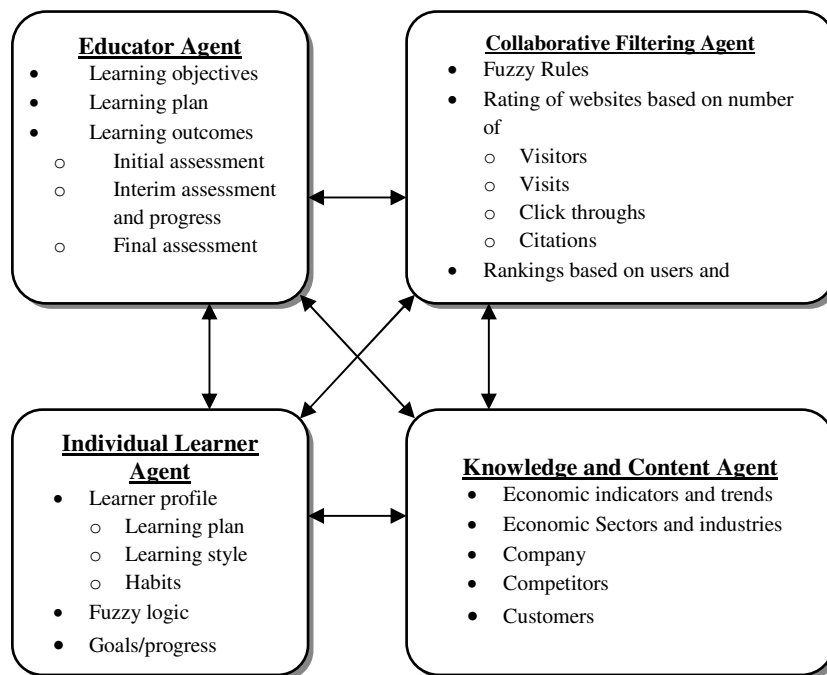 Educator Agent
• Learning objectives
• Learning plan
• Learning outcomes
o Initial assessment
o Interim assessment
and progress
o Final assessment
Collaborative Filtering Agent
• Fuzzy Rules
• Rating of websites based on number
of
o Visitors
o Visits
o Click throughs
o Citations
• Rankings based on users and
Individual Learner
Agent
• Learner profile
o Learning plan
o Learning style
o Habits
• Fuzzy logic
• Goals/progress
Knowledge and Content Agent
• Economic indicators and trends
• Economic Sectors and industries
• Company
• Competitors
• Customers